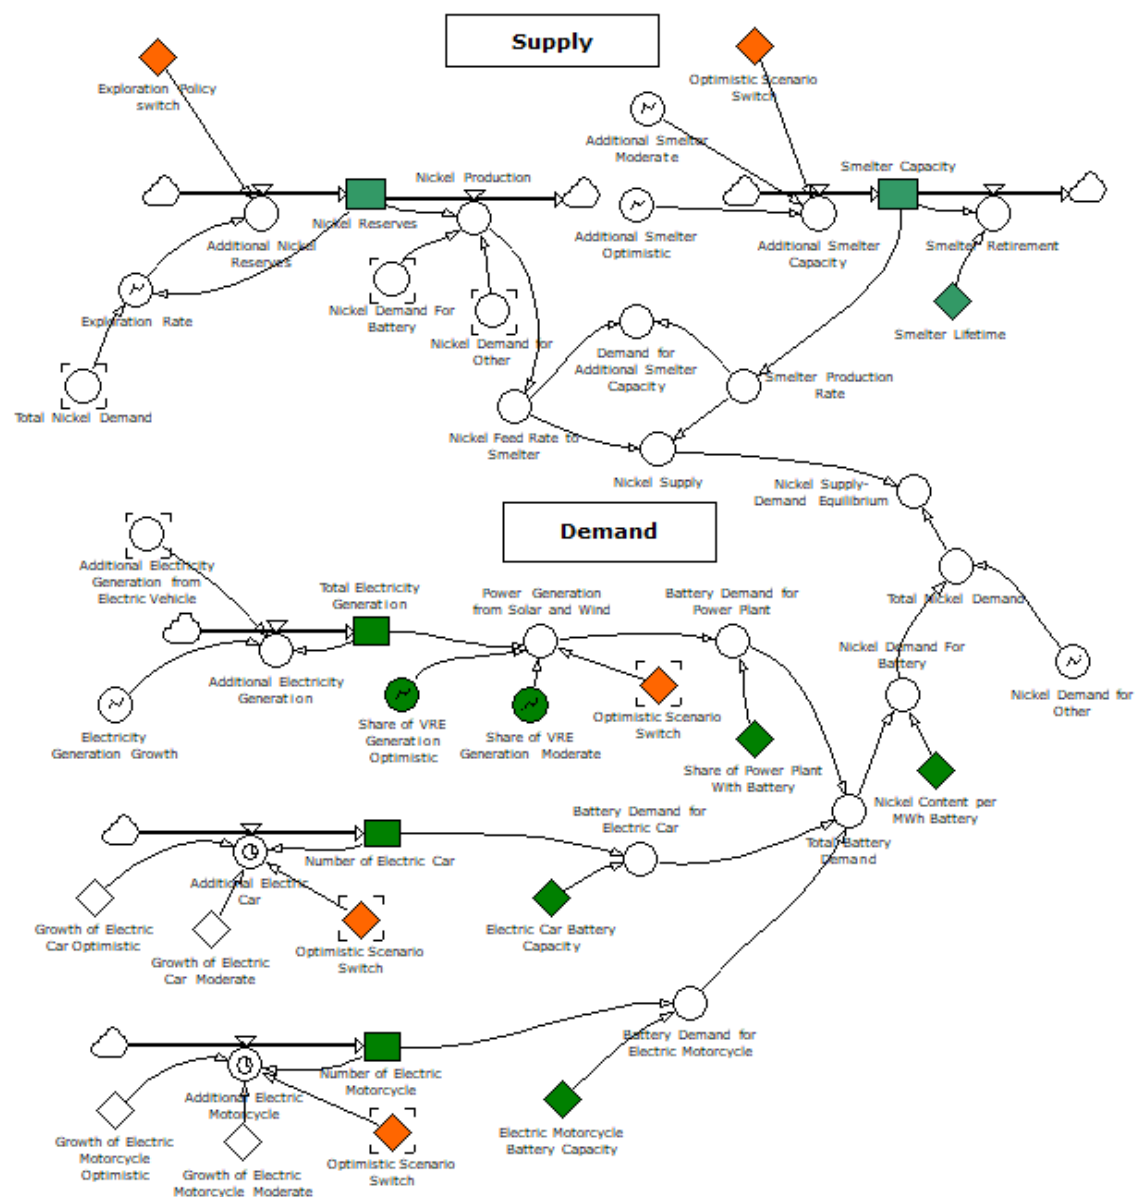 Supply
Exploration Policy
switch
Optimistic Scenario
Switch
Additional Smelter
Moderate
Nickel Production
Smelter Capacity
Nickel Reserves
Additional Nickel
Reserves
Additional Smelter
Optimistic
Additional Smelter
Capacity
Smelter Retirement
Nickel Demand For
Battery
Exploration Rate
Nickel Demand for
Other
Smelter Lifetime
Demand for
Additional Smelter
Capacity
Smelter Production
Rate
Total Nickel Demand
Nickel Feed Rate to
Smelter
Nickel Supply
Nickel Supply-
Demand Equilibrium
Demand
Additional Electricity
Generation from
Electric Vehicle
Total Electricity
Generation
Power Generation
from Solar and Wind
Battery Demand for
Power Plant
Total Nickel Demand
Nickel Demand For
Battery
Additional Electricity
Generation
Nickel Demand for
Other
Electricity
Generation Growth
Share of VRE
Generation
Optimistic
Share of VRE
Generation Moderate
Optimistic Scenario
Switch
Share of Power Plant
With Battery
Nickel Content per
MWh Battery
Battery Demand for
Electric Car
Total Battery
Demand
Number of Electric Car
Additional Electric
Car
Growth of Electric
Car Optimistic
Growth of Electric
Car Moderate
Optimistic Scenario
Switch
Electric Car Battery
Capacity
Battery Demand for
Electric Motorcycle
Number of Electric
Motorcycle
Additional Electric
Motorcycle
Growth of Electric
Motorcycle
Optimistic
Growth of Electric
Motorcycle Moderate
Optimistic Scenario
Switch
Electric Motorcycle
Battery Capacity